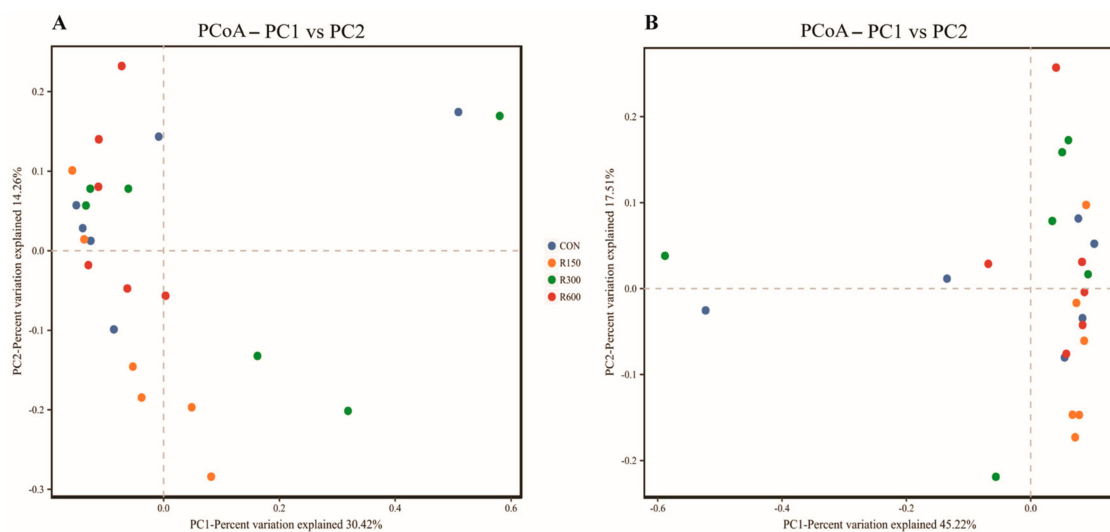 A
PCoA – PC1 vs PC2
0.2
0.1
0.0
-0.1
-0.2
-0.3
PC2-Percent variation explained 14.26%
0.0
0.2
0.4
0.6
PC1-Percent variation explained 30.42%
CON
R150
R300
R600
B
PCoA – PC1 vs PC2
0.2
0.1
0.0
-0.1
-0.2
PC2-Percent variation explained 17.51%
-0.6
-0.4
-0.2
0.0
PC1-Percent variation explained 45.22%